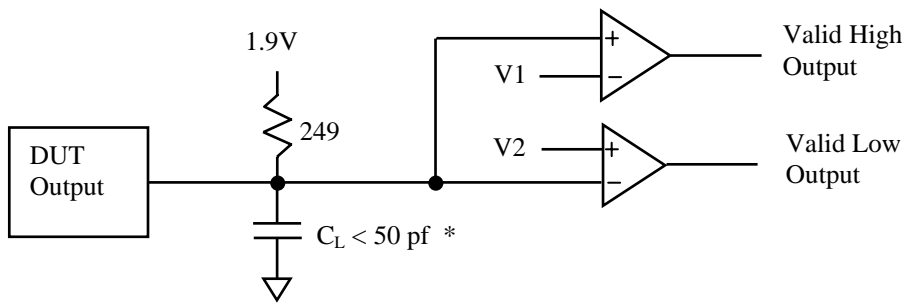 1.9V
249
DUT
Output
C_L < 50 pf *
V1
+
−
V2
+
−
Valid High
Output
Valid Low
Output